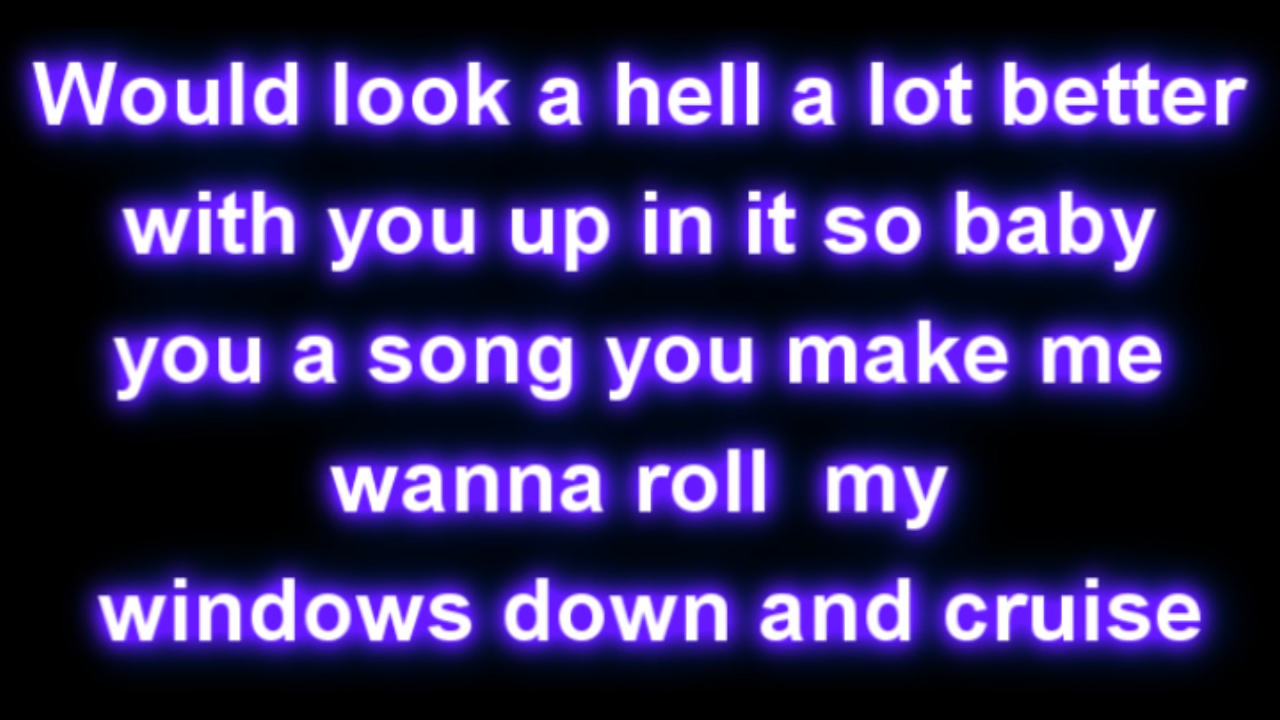 Would look a hell a lot better
with you up in it so baby
you a song you make me
wanna roll  my
windows down and cruise